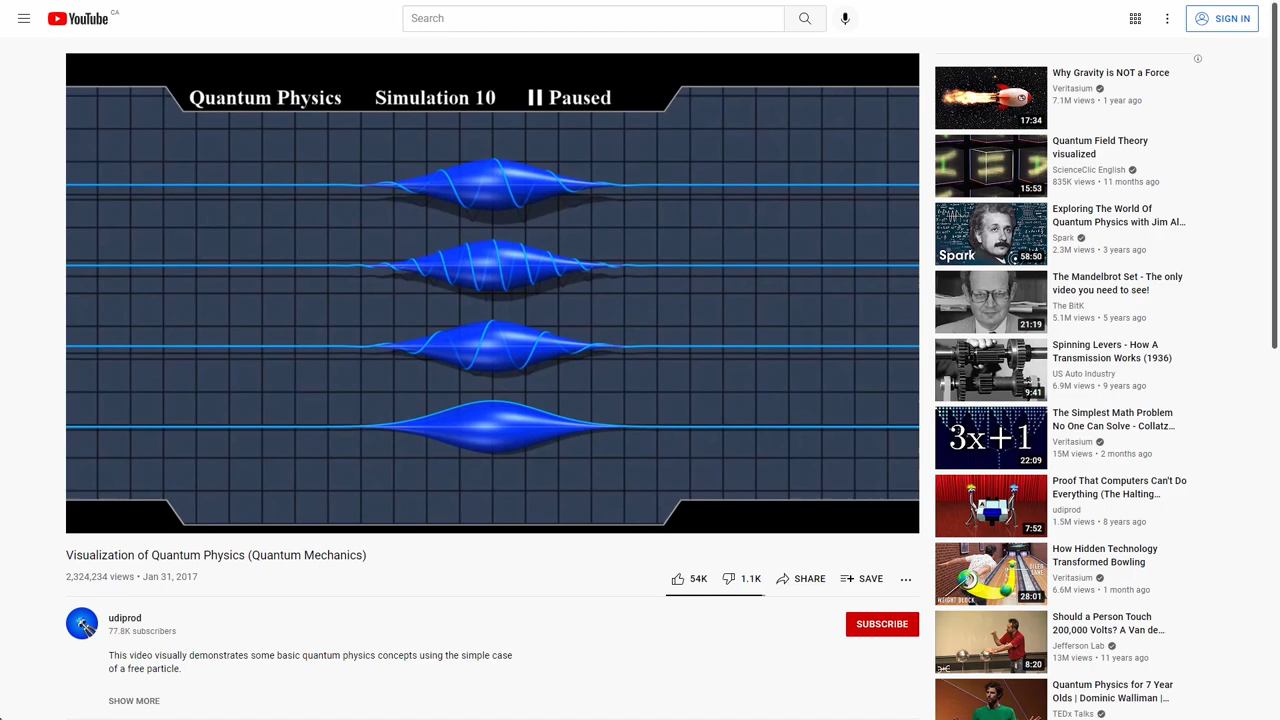 YouTube CA
Search
SIGN IN
Quantum Physics Simulation 10 Paused
Visualization of Quantum Physics (Quantum Mechanics)
2,324,234 views • Jan 31, 2017
54K 1.1K SHARE SAVE
udiprod
77.8K subscribers
SUBSCRIBE
This video visually demonstrates some basic quantum physics concepts using the simple case
of a free particle.
SHOW MORE
17:34
Why Gravity is NOT a Force
Veritasium
7.1M views • 1 year ago
15:53
Quantum Field Theory
visualized
ScienceClic English
835K views • 11 months ago
Spark
58:50
Exploring The World Of
Quantum Physics with Jim Al...
Spark
2.3M views • 3 years ago
21:19
The Mandelbrot Set - The only
video you need to see!
The BitK
5.1M views • 5 years ago
9:41
Spinning Levers - How A
Transmission Works (1936)
US Auto Industry
6.9M views • 9 years ago
3x+1
22:09
The Simplest Math Problem
No One Can Solve - Collatz...
Veritasium
15M views • 2 months ago
7:52
Proof That Computers Can't Do
Everything (The Halting...
udiprod
1.5M views • 8 years ago
WEIGHT BLOCK
28:01
How Hidden Technology
Transformed Bowling
Veritasium
6.6M views • 1 month ago
8:20
Should a Person Touch
200,000 Volts? A Van de...
Jefferson Lab
13M views • 11 years ago
Quantum Physics for 7 Year
Olds | Dominic Walliman |...
TEDx Talks